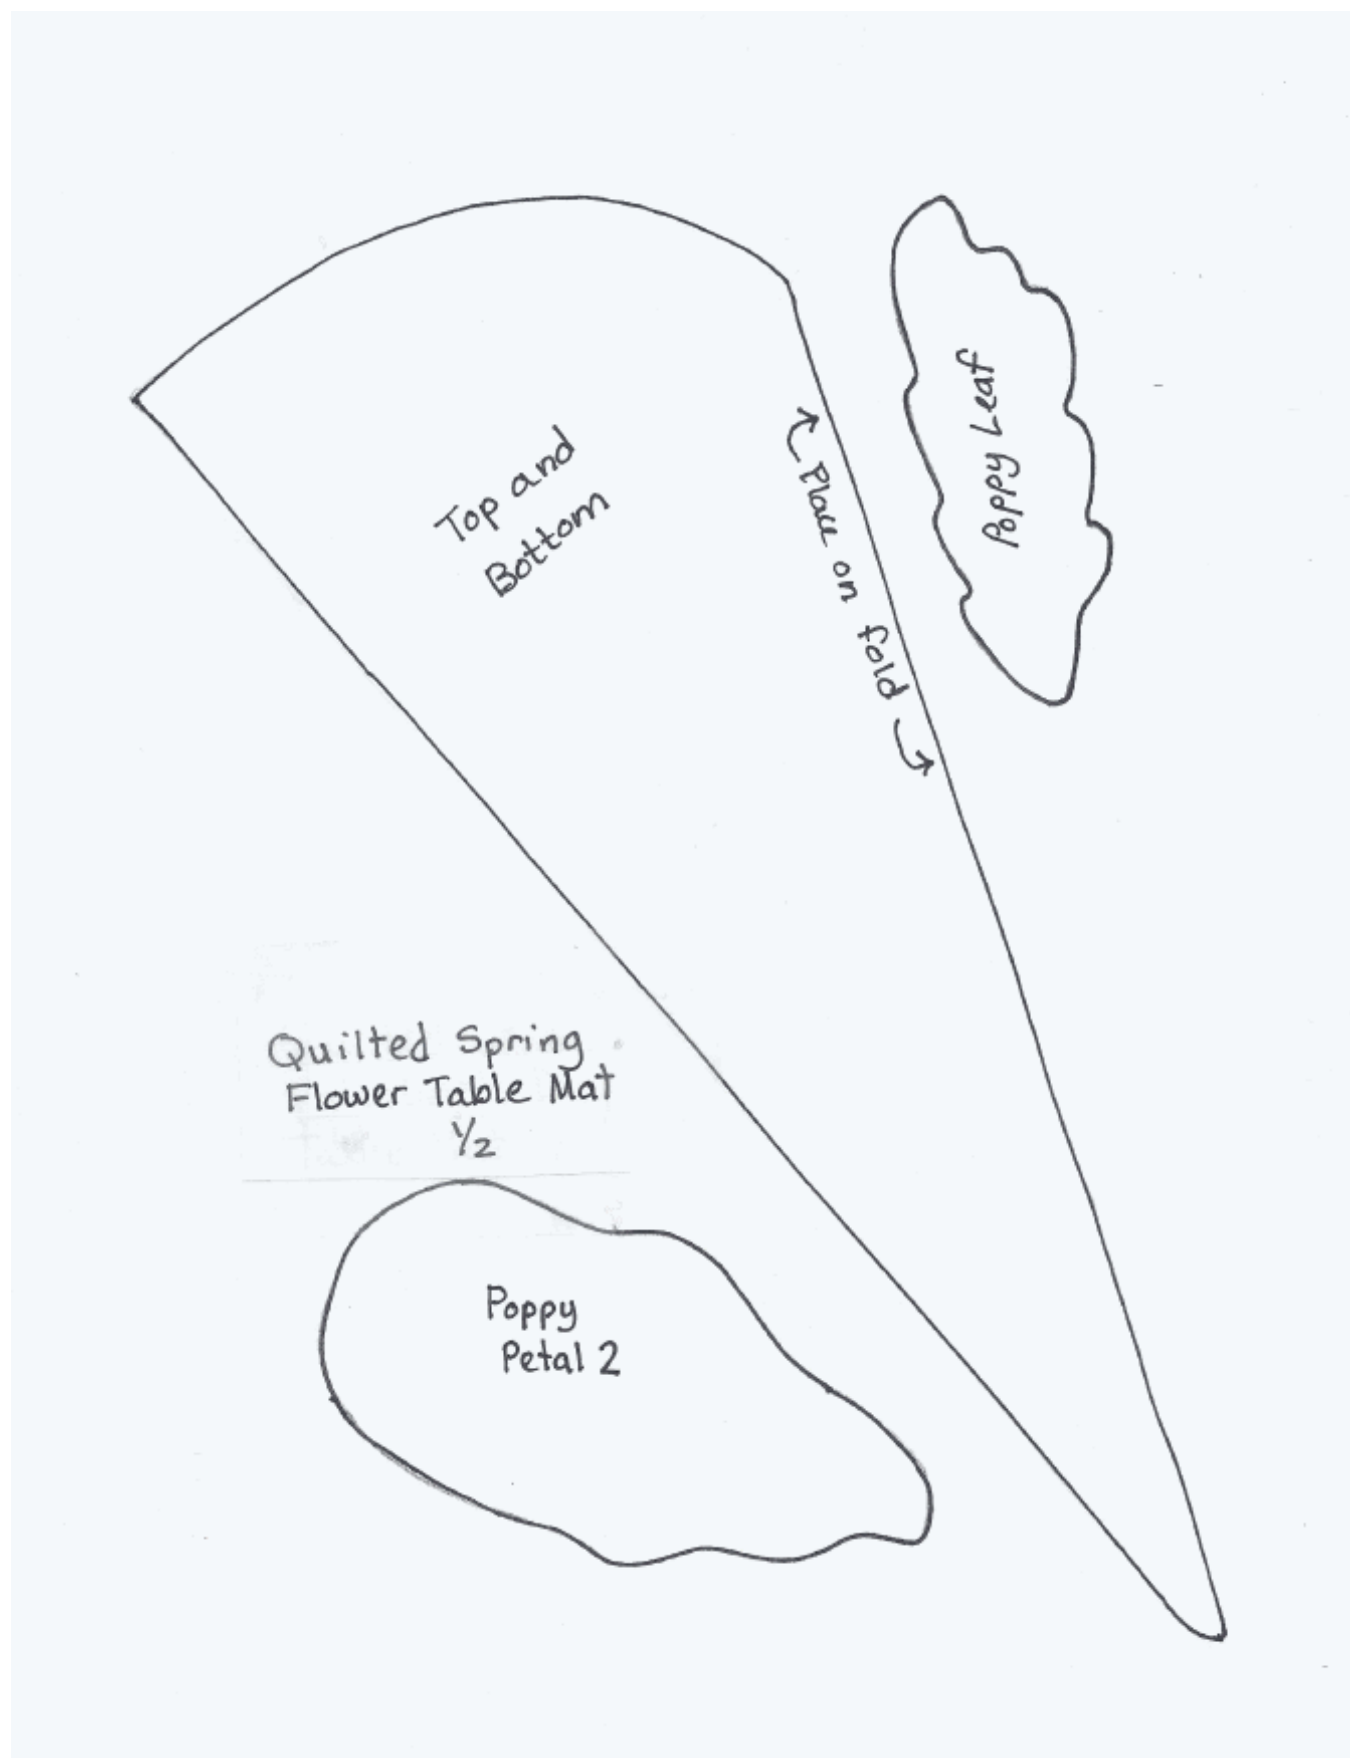 Top and
Bottom
Place on fold
Poppy Leaf
Quilted Spring
Flower Table Mat
1/2
Poppy
Petal 2